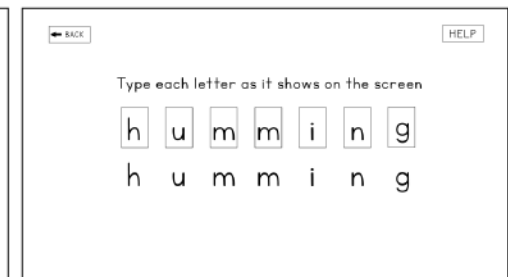 BACK HELP
Type each letter as it shows on the screen
h u m m i n g
h u m m i n g